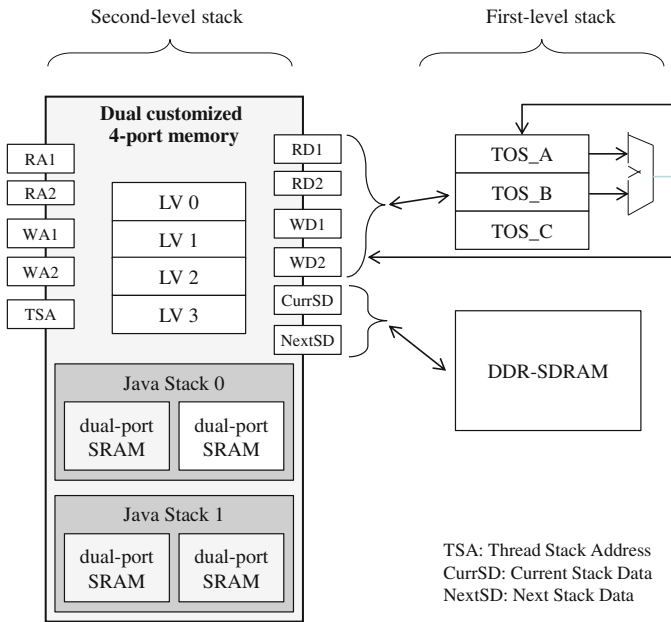 Second-level stack
First-level stack
Dual customized
4-port memory
RA1
RA2
WA1
WA2
TSA
LV 0
LV 1
LV 2
LV 3
RD1
RD2
WD1
WD2
CurrSD
NextSD
TOS_A
TOS_B
TOS_C
DDR-SDRAM
Java Stack 0
dual-port
SRAM
dual-port
SRAM
Java Stack 1
dual-port
SRAM
dual-port
SRAM
TSA: Thread Stack Address
CurrSD: Current Stack Data
NextSD: Next Stack Data